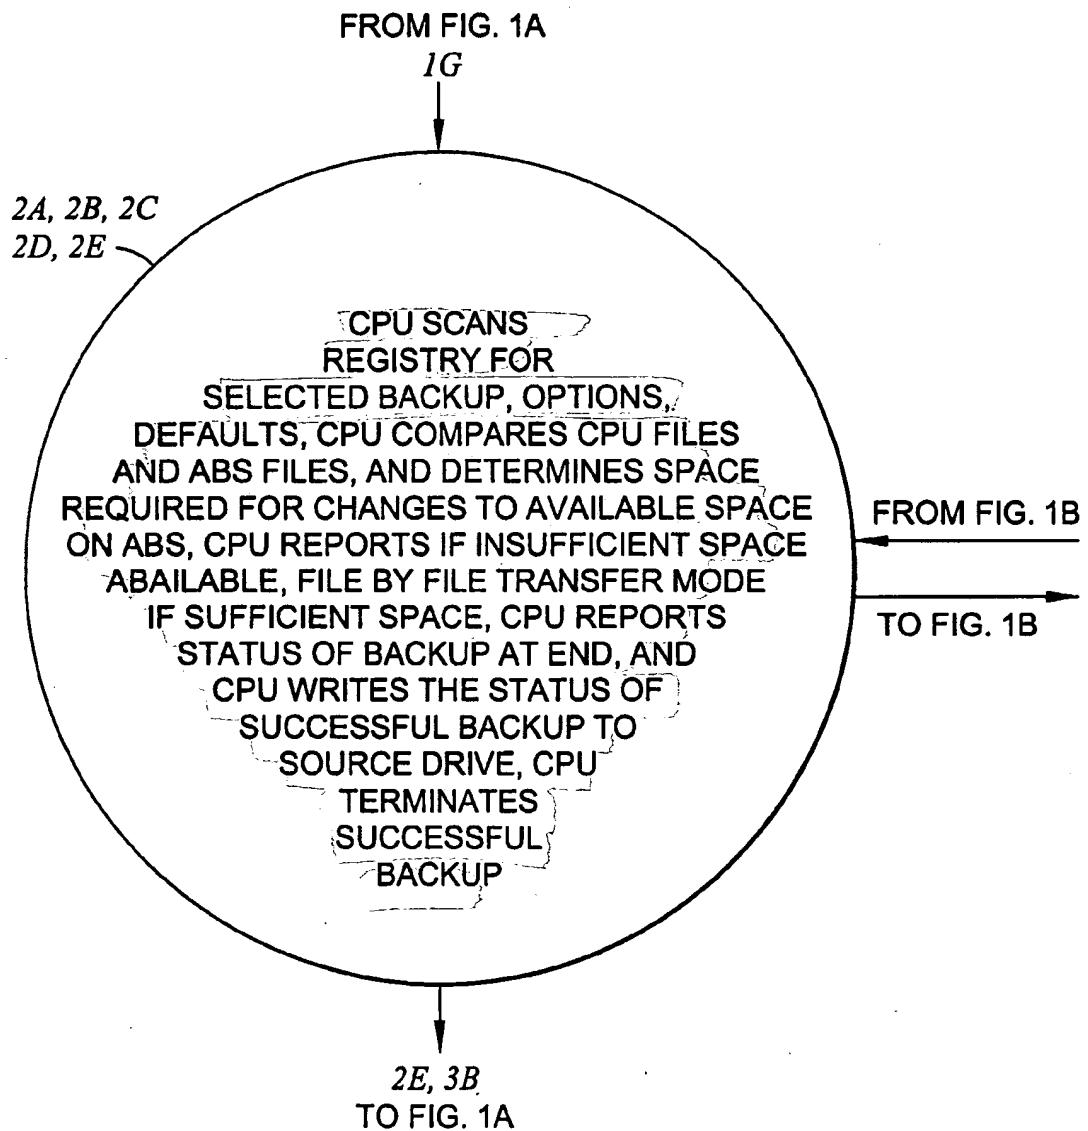 FROM FIG. 1A
1G
2A, 2B, 2C
2D, 2E
CPU SCANS
REGISTRY FOR
SELECTED BACKUP, OPTIONS,
DEFAULTS, CPU COMPARES CPU FILES
AND ABS FILES, AND DETERMINES SPACE
REQUIRED FOR CHANGES TO AVAILABLE SPACE
ON ABS, CPU REPORTS IF INSUFFICIENT SPACE
ABAILABLE, FILE BY FILE TRANSFER MODE
IF SUFFICIENT SPACE, CPU REPORTS
STATUS OF BACKUP AT END, AND
CPU WRITES THE STATUS OF
SUCCESSFUL BACKUP TO
SOURCE DRIVE, CPU
TERMINATES
SUCCESSFUL
BACKUP
FROM FIG. 1B
TO FIG. 1B
2E, 3B
TO FIG. 1A